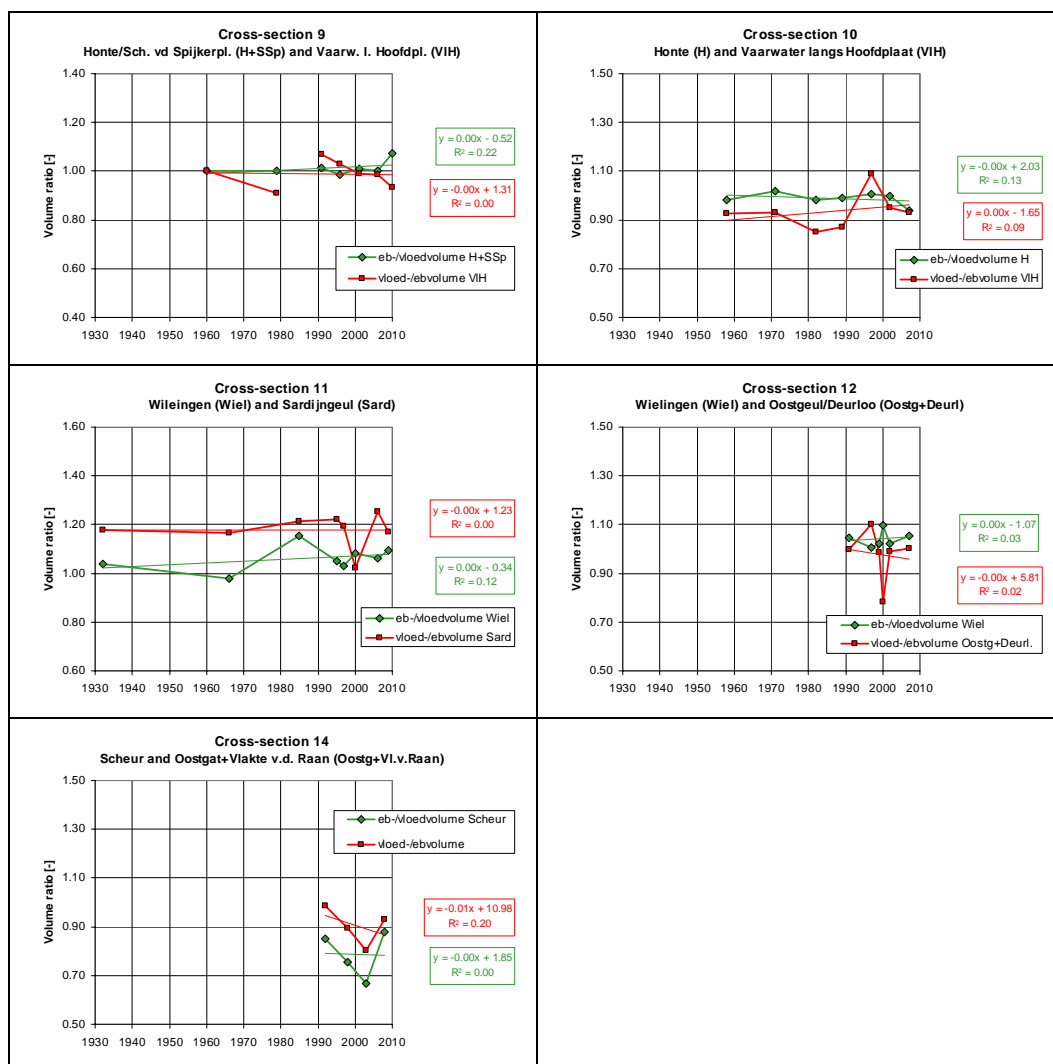 Cross-section 9
Honte/Sch. vd Spijkerpl. (H+SSp) and Vaarw. l. Hoofdpl. (VlH)
Volume ratio [-]
1.40
1.20
1.00
0.80
0.60
0.40
1930 1940 1950 1960 1970 1980 1990 2000 2010
y = 0.00x - 0.52
R² = 0.22
y = -0.00x + 1.31
R² = 0.00
eb-/vloedvolume H+SSp
vloed-/ebvolume VlH
Cross-section 10
Honte (H) and Vaarwater langs Hoofdplaat (VlH)
Volume ratio [-]
1.50
1.30
1.10
0.90
0.70
0.50
1930 1940 1950 1960 1970 1980 1990 2000 2010
y = -0.00x + 2.03
R² = 0.13
y = 0.00x - 1.65
R² = 0.09
eb-/vloedvolume H
vloed-/ebvolume VlH
Cross-section 11
Wileingen (Wiel) and Sardijngeul (Sard)
Volume ratio [-]
1.60
1.40
1.20
1.00
0.80
0.60
1930 1940 1950 1960 1970 1980 1990 2000 2010
y = -0.00x + 1.23
R² = 0.00
y = 0.00x - 0.34
R² = 0.12
eb-/vloedvolume Wiel
vloed-/ebvolume Sard
Cross-section 12
Wielingen (Wiel) and Oostgeul/Deurloo (Oostg+Deurl)
Volume ratio [-]
1.50
1.30
1.10
0.90
0.70
0.50
1930 1940 1950 1960 1970 1980 1990 2000 2010
y = 0.00x - 1.07
R² = 0.03
y = -0.00x + 5.81
R² = 0.02
eb-/vloedvolume Wiel
vloed-/ebvolume Oostg+Deurl.
Cross-section 14
Scheur and Oostgat+Vlakte v.d. Raan (Oostg+Vl.v.Raan)
Volume ratio [-]
1.50
1.30
1.10
0.90
0.70
0.50
1930 1940 1950 1960 1970 1980 1990 2000 2010
eb-/vloedvolume Scheur
vloed-/ebvolume
y = -0.01x + 10.98
R² = 0.20
y = -0.00x + 1.85
R² = 0.00